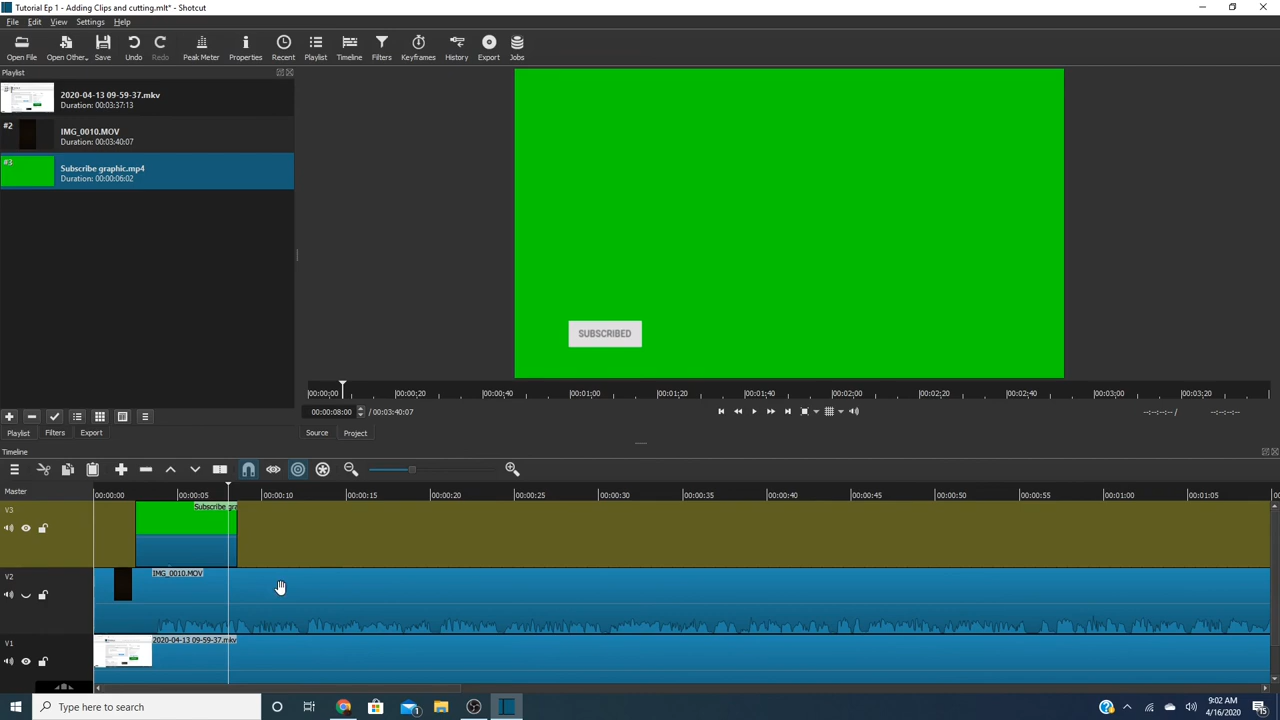 Tutorial Ep 1 - Adding Clips and cutting.mlt* - Shotcut
File Edit View Settings Help
Open File Open Other.. Save Undo Redo Peak Meter Properties Recent Playlist Timeline Filters Keyframes History Export Jobs
Playlist
2020-04-13 09-59-37.mkv
Duration: 00:03:37:13
#2 IMG_0010.MOV
Duration: 00:03:40:07
#3 Subscribe graphic.mp4
Duration: 00:00:06:02
SUBSCRIBED
00:00:00 00:00:20 00:00:40 00:01:00 00:01:20 00:01:40 00:02:00 00:02:20 00:02:40 00:03:00 00:03:20
00:00:08:00 / 00:03:40:07 --:--:--:-- / --:--:--:--
Playlist Filters Export Source Project
Timeline
Master 00:00:00 00:00:05 00:00:10 00:00:15 00:00:20 00:00:25 00:00:30 00:00:35 00:00:40 00:00:45 00:00:50 00:00:55 00:01:00 00:01:05
V3 Subscribe gra
V2 IMG_0010.MOV
V1 2020-04-13 09-59-37.mkv
Type here to search 1 9:02 AM
4/16/2020 15